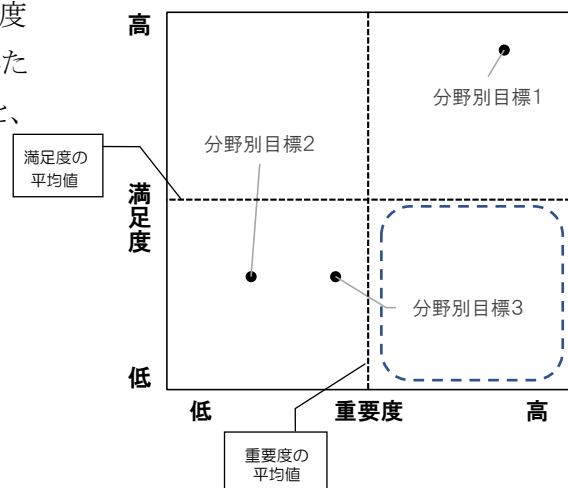 度
た
、
高
分野別目標1
分野別目標2
満足度の
平均値
満足度
分野別目標3
低
低
重要度
高
重要度の
平均値